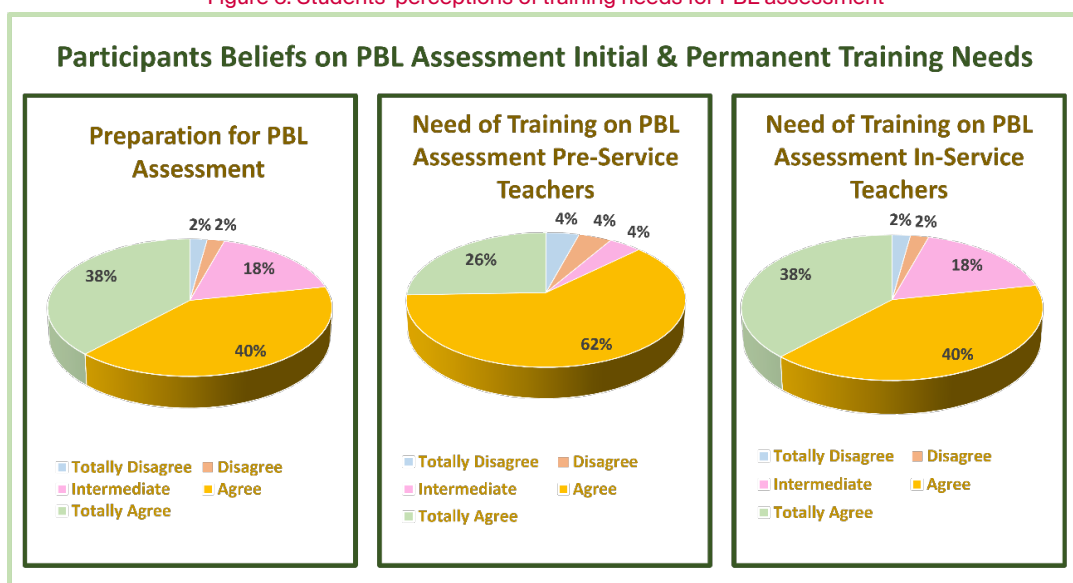 Participants Beliefs on PBL Assessment Initial & Permanent Training Needs
Preparation for PBL
Assessment
2%
2%
18%
38%
40%
Totally Disagree
Disagree
Intermediate
Agree
Totally Agree
Need of Training on PBL
Assessment Pre-Service
Teachers
4%
4%
4%
26%
62%
Totally Disagree
Disagree
Intermediate
Agree
Totally Agree
Need of Training on PBL
Assessment In-Service
Teachers
2%
2%
18%
38%
40%
Totally Disagree
Disagree
Intermediate
Agree
Totally Agree